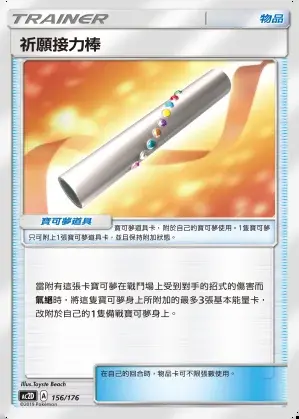 TRAINER 物品
祈願接力棒
寶可夢道具
寶可夢道具卡，附於自己的寶可夢使用。1隻寶可夢
只可附上1張寶可夢道具，並且保持附加狀態。
當附有這張卡寶可夢在戰鬥場上受到對手的招式的傷害而
氣絕時，將這隻寶可夢身上所附加的最多3張基本能量卡，
改附於自己的1隻備戰寶可夢身上。
在自己的回合時，物品卡可不限張數使用。
Illus. Toyste Beach
AC2D A 156/176
©2019 Pokémon